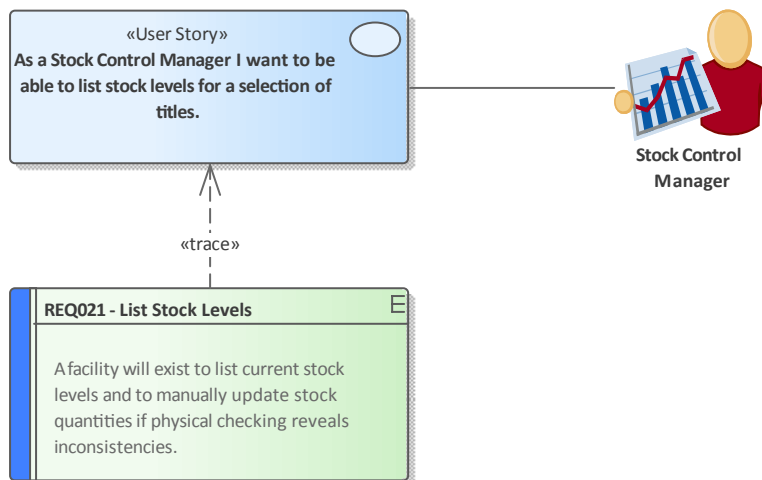 «User Story»
As a Stock Control Manager I want to be
able to list stock levels for a selection of
titles.
Stock Control
Manager
«trace»
REQ021 - List Stock Levels
E
A facility will exist to list current stock
levels and to manually update stock
quantities if physical checking reveals
inconsistencies.